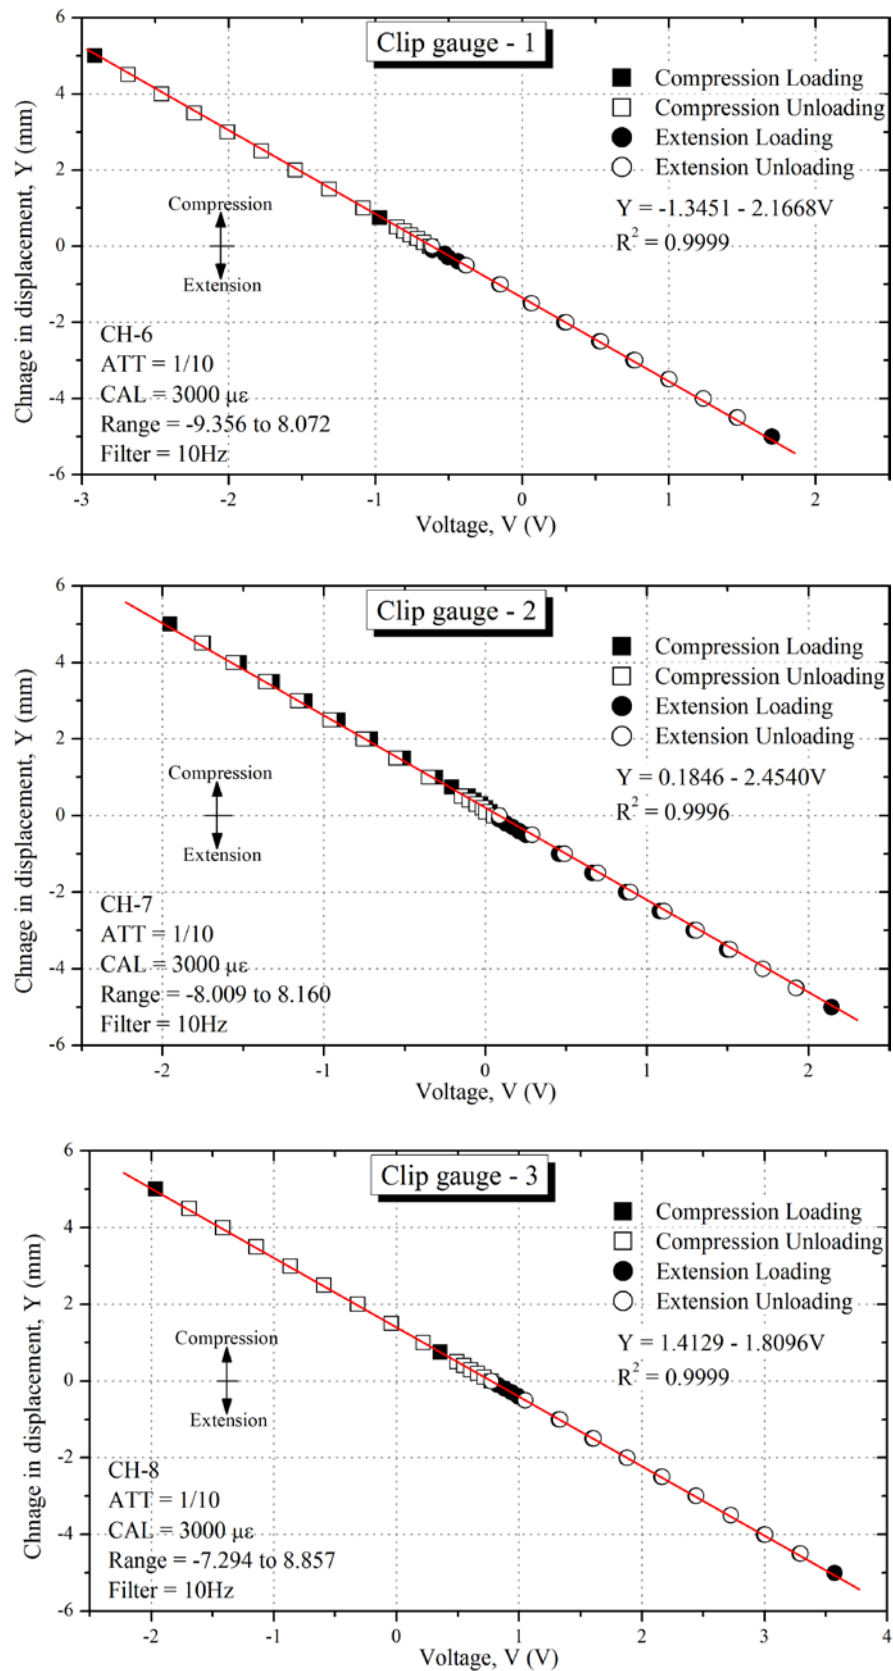 Clip gauge - 1
Chnage in displacement, Y (mm)
6
4
2
0
-2
-4
-6
Compression Loading
Compression Unloading
Extension Loading
Extension Unloading
Y = -1.3451 - 2.1668V
R² = 0.9999
Compression
Extension
CH-6
ATT = 1/10
CAL = 3000 με
Range = -9.356 to 8.072
Filter = 10Hz
-3 -2 -1 0 1 2
Voltage, V (V)
Clip gauge - 2
Chnage in displacement, Y (mm)
6
4
2
0
-2
-4
-6
Compression Loading
Compression Unloading
Extension Loading
Extension Unloading
Y = 0.1846 - 2.4540V
R² = 0.9996
Compression
Extension
CH-7
ATT = 1/10
CAL = 3000 με
Range = -8.009 to 8.160
Filter = 10Hz
-2 -1 0 1 2
Voltage, V (V)
Clip gauge - 3
Chnage in displacement, Y (mm)
6
4
2
0
-2
-4
-6
Compression Loading
Compression Unloading
Extension Loading
Extension Unloading
Y = 1.4129 - 1.8096V
R² = 0.9999
Compression
Extension
CH-8
ATT = 1/10
CAL = 3000 με
Range = -7.294 to 8.857
Filter = 10Hz
-2 -1 0 1 2 3 4
Voltage, V (V)